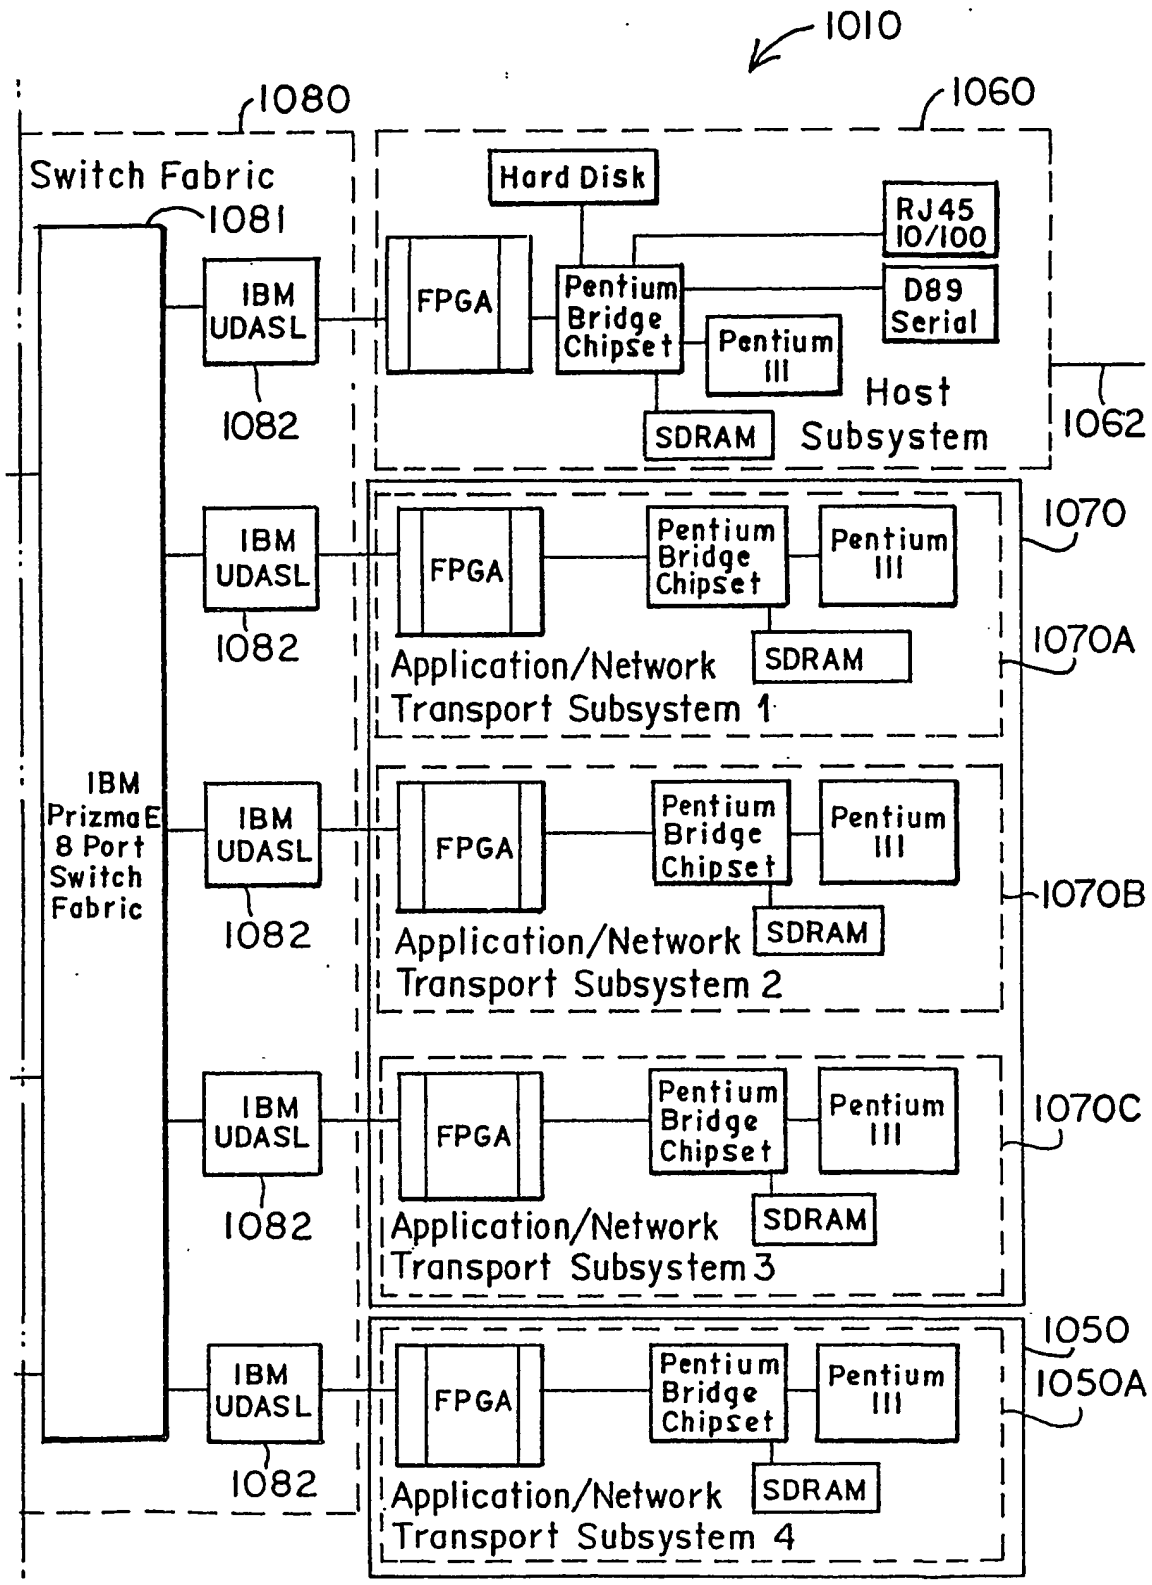 1010
1080
1060
Switch Fabric
1081
Hard Disk
RJ45
10/100
IBM
UDASL
FPGA
Pentium
Bridge
Chipset
D89
Serial
Pentium
III
1082
SDRAM
Host
Subsystem
1062
1070
IBM
UDASL
FPGA
Pentium
Bridge
Chipset
Pentium
III
1082
SDRAM
1070A
Application/Network
Transport Subsystem 1
IBM
PrizmaE
8 Port
Switch
Fabric
IBM
UDASL
FPGA
Pentium
Bridge
Chipset
Pentium
III
1070B
1082
SDRAM
Application/Network
Transport Subsystem 2
IBM
UDASL
FPGA
Pentium
Bridge
Chipset
Pentium
III
1070C
1082
SDRAM
Application/Network
Transport Subsystem 3
1050
1050A
IBM
UDASL
FPGA
Pentium
Bridge
Chipset
Pentium
III
1082
SDRAM
Application/Network
Transport Subsystem 4